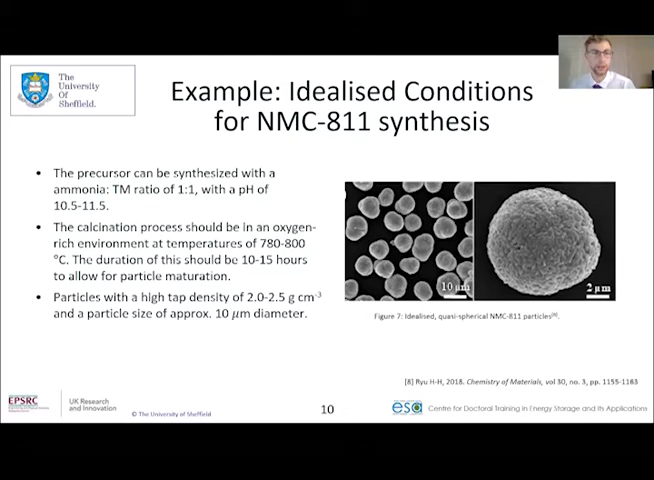 The
University
Of
Sheffield.
Example: Idealised Conditions
for NMC-811 synthesis
• The precursor can be synthesized with a
ammonia: TM ratio of 1:1, with a pH of
10.5-11.5.
• The calcination process should be in an oxygen-
rich environment at temperatures of 780-800
°C. The duration of this should be 10-15 hours
to allow for particle maturation.
• Particles with a high tap density of 2.0-2.5 g cm⁻³
and a particle size of approx. 10 μm diameter.
10 μm
2 μm
Figure 7: Idealised, quasi-spherical NMC-811 particles[8].
[8] Ryu H-H, 2018. Chemistry of Materials, vol 30, no. 3, pp. 1155-1163
EPSRC
UK Research
and Innovation
© The University of Sheffield
10
esa
Centre for Doctoral Training in Energy Storage and Its Applications